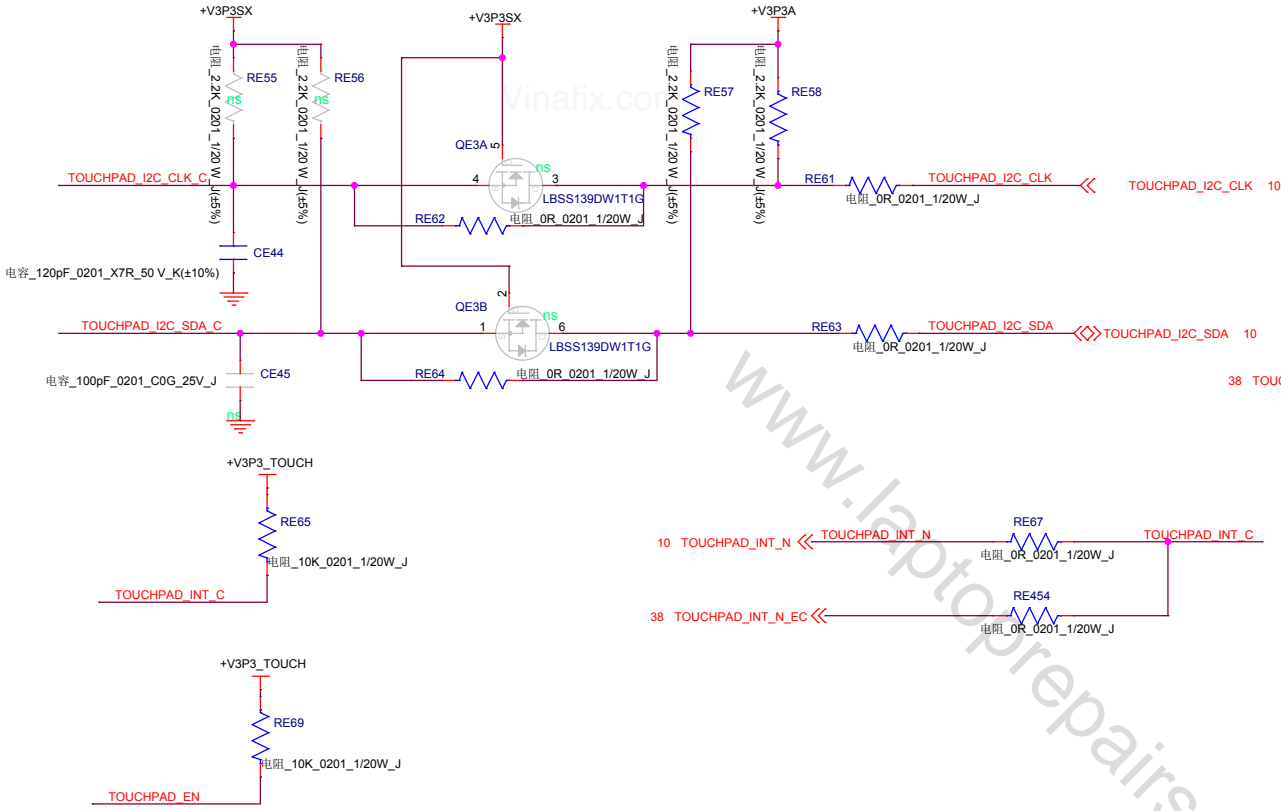 +V3P3SX
+V3P3SX
+V3P3A
RE55
ns
电阻_2.2K_0201_1/20W_J(±5%)
RE56
ns
电阻_2.2K_0201_1/20 W_J(±5%)
RE57
电阻_2.2K_0201_1/20 W_J(±5%)
RE58
电阻_2.2K_0201_1/20W_J(±5%)
Vinafix.com
QE3A
5
ns
TOUCHPAD_I2C_CLK_C
4
3
LBSS139DW1T1G
RE61
电阻_0R_0201_1/20W_J
TOUCHPAD_I2C_CLK
TOUCHPAD_I2C_CLK 10
RE62
电阻_0R_0201_1/20W_J
CE44
电容_120pF_0201_X7R_50 V_K(±10%)
QE3B
2
ns
TOUCHPAD_I2C_SDA_C
1
6
LBSS139DW1T1G
RE63
电阻_0R_0201_1/20W_J
TOUCHPAD_I2C_SDA
TOUCHPAD_I2C_SDA 10
RE64
电阻_0R_0201_1/20W_J
CE45
电容_100pF_0201_C0G_25V_J
ns
38 TOUC
+V3P3_TOUCH
RE65
电阻_10K_0201_1/20W_J
TOUCHPAD_INT_C
10 TOUCHPAD_INT_N
TOUCHPAD_INT_N
RE67
电阻_0R_0201_1/20W_J
TOUCHPAD_INT_C
38 TOUCHPAD_INT_N_EC
RE454
电阻_0R_0201_1/20W_J
+V3P3_TOUCH
RE69
电阻_10K_0201_1/20W_J
TOUCHPAD_EN
www.laptoprepairs